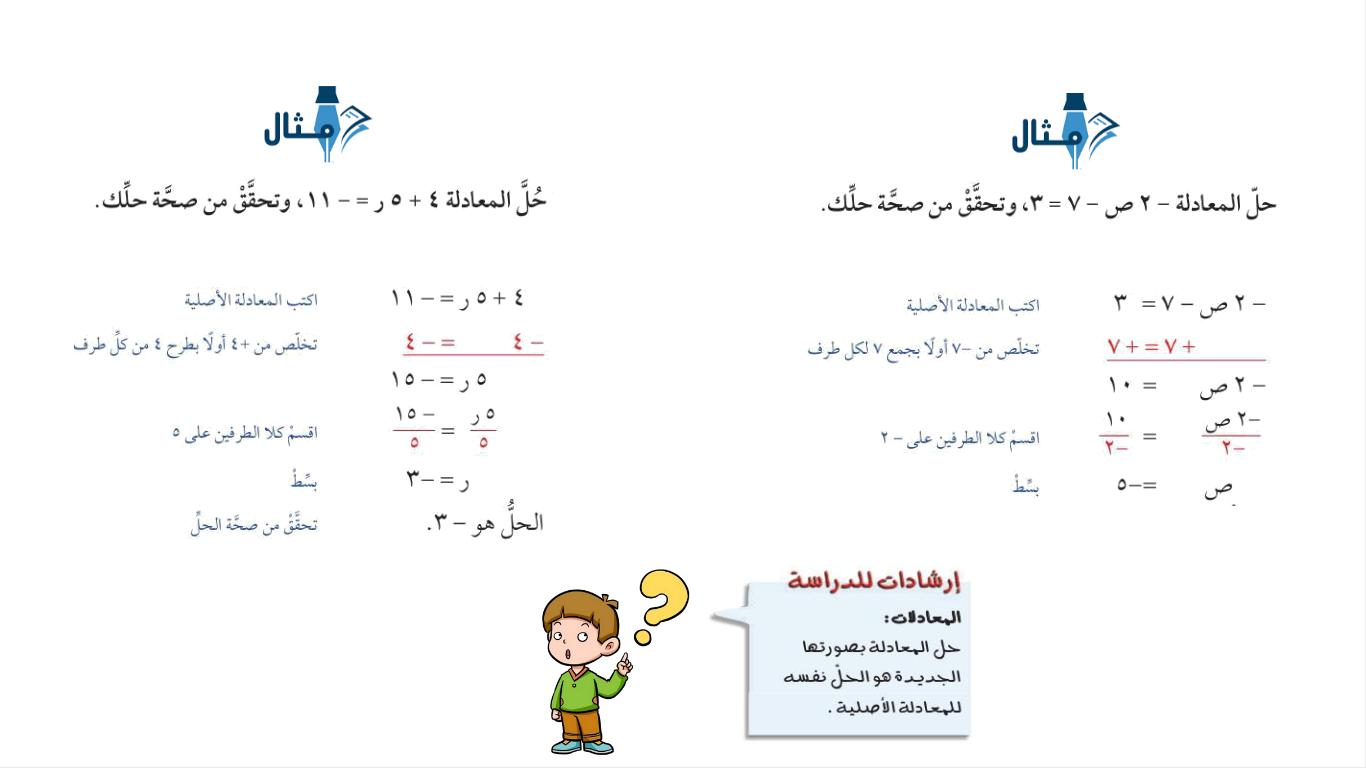 مثال
حلّ المعادلة – ٢ ص – ٧ = ٣، وتحقَّقْ من صحَّة حلِّك.
– ٢ ص – ٧ = ٣ اكتب المعادلة الأصلية
+ ٧ = + ٧ تخلّص من –٧ أولًا بجمع ٧ لكل طرف
– ٢ ص = ١٠
–٢ ص / –٢ = ١٠ / –٢ اقسمْ كلا الطرفين على – ٢
ص = –٥ بسِّطْ
مثال
حُلَّ المعادلة ٤ + ٥ ر = – ١١، وتحقَّقْ من صحَّة حلِّك.
٤ + ٥ ر = – ١١ اكتب المعادلة الأصلية
– ٤ = – ٤ تخلّص من +٤ أولًا بطرح ٤ من كلِّ طرف
٥ ر = – ١٥
٥ ر / ٥ = – ١٥ / ٥ اقسمْ كلا الطرفين على ٥
ر = –٣ بسِّطْ
الحلُّ هو – ٣. تحقَّقْ من صحَّة الحلِّ
إرشادات للدراسة
المعادلات:
حل المعادلة بصورتها
الجديدة هو الحلّ نفسه
للمعادلة الأصلية .